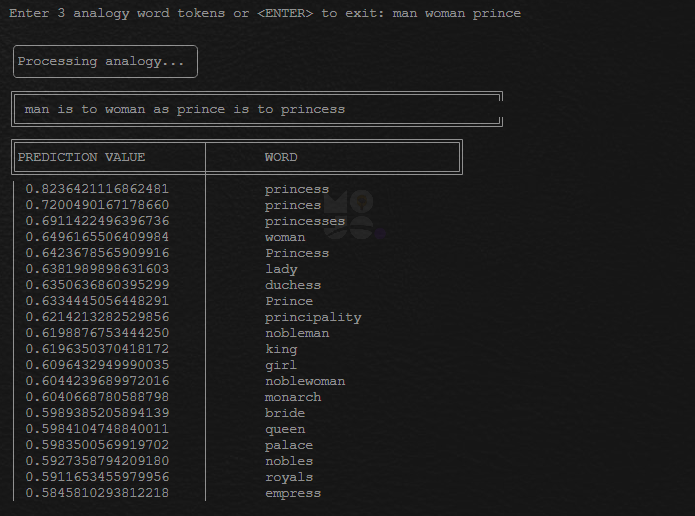 Enter 3 analogy word tokens or <ENTER> to exit: man woman prince
Processing analogy...
man is to woman as prince is to princess
PREDICTION VALUE WORD
0.8236421116862481 princess
0.7200490167178660 princes
0.6911422496396736 princesses
0.6496165506409984 woman
0.6423678565909916 Princess
0.6381989898631603 lady
0.6350636860395299 duchess
0.6334445056448291 Prince
0.6214213282529856 principality
0.6198876753444250 nobleman
0.6196350370418172 king
0.6096432949990035 girl
0.6044239689972016 noblewoman
0.6040668780588798 monarch
0.5989385205894139 bride
0.5984104748840011 queen
0.5983500569919702 palace
0.5927358794209180 nobles
0.5911653455979956 royals
0.5845810293812218 empress